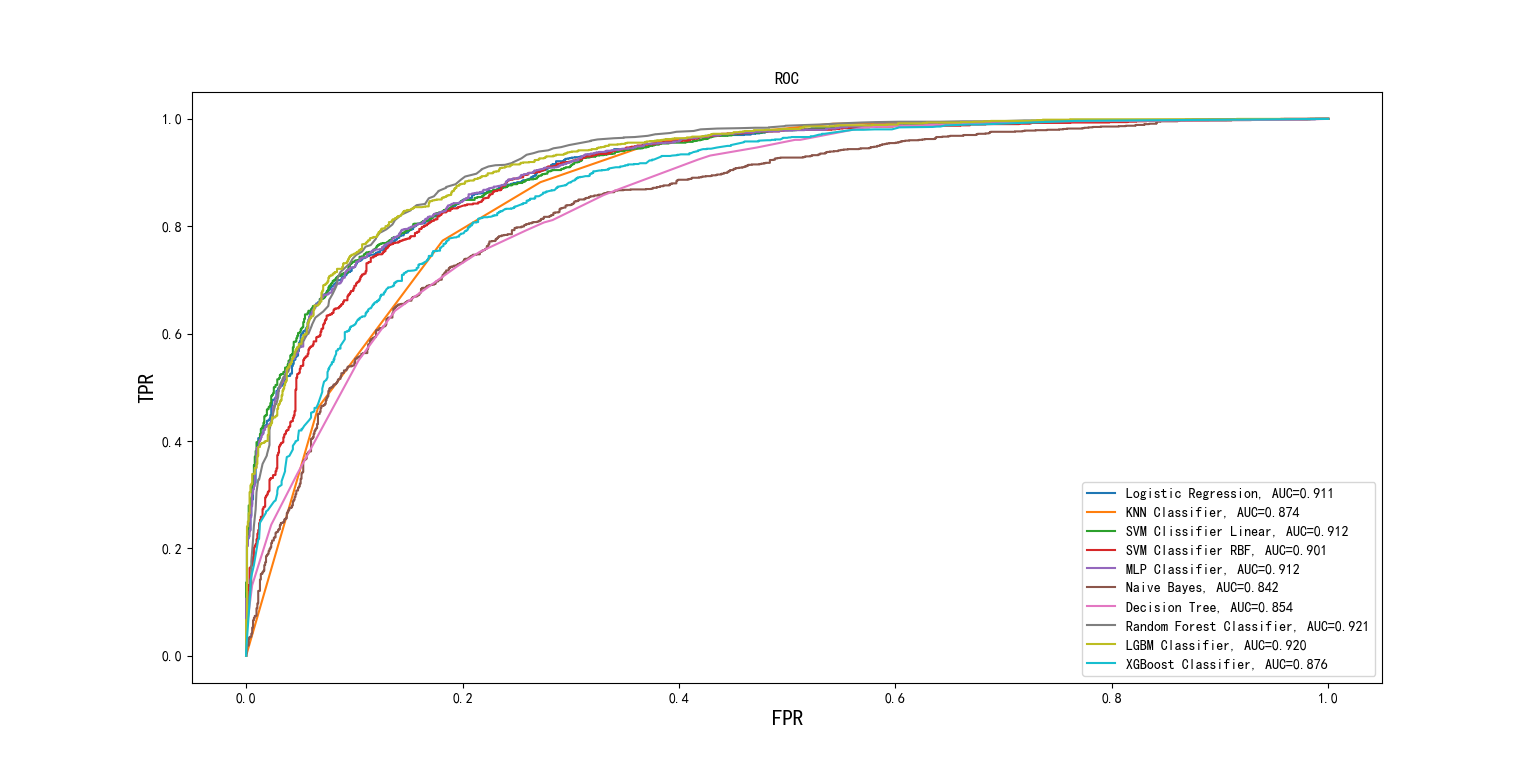 ROC
TPR
1.0
0.8
0.6
0.4
0.2
0.0
Logistic Regression, AUC=0.911
KNN Classifier, AUC=0.874
SVM Clissifier Linear, AUC=0.912
SVM Classifier RBF, AUC=0.901
MLP Classifier, AUC=0.912
Naive Bayes, AUC=0.842
Decision Tree, AUC=0.854
Random Forest Classifier, AUC=0.921
LGBM Classifier, AUC=0.920
XGBoost Classifier, AUC=0.876
0.0 0.2 0.4 0.6 0.8 1.0
FPR